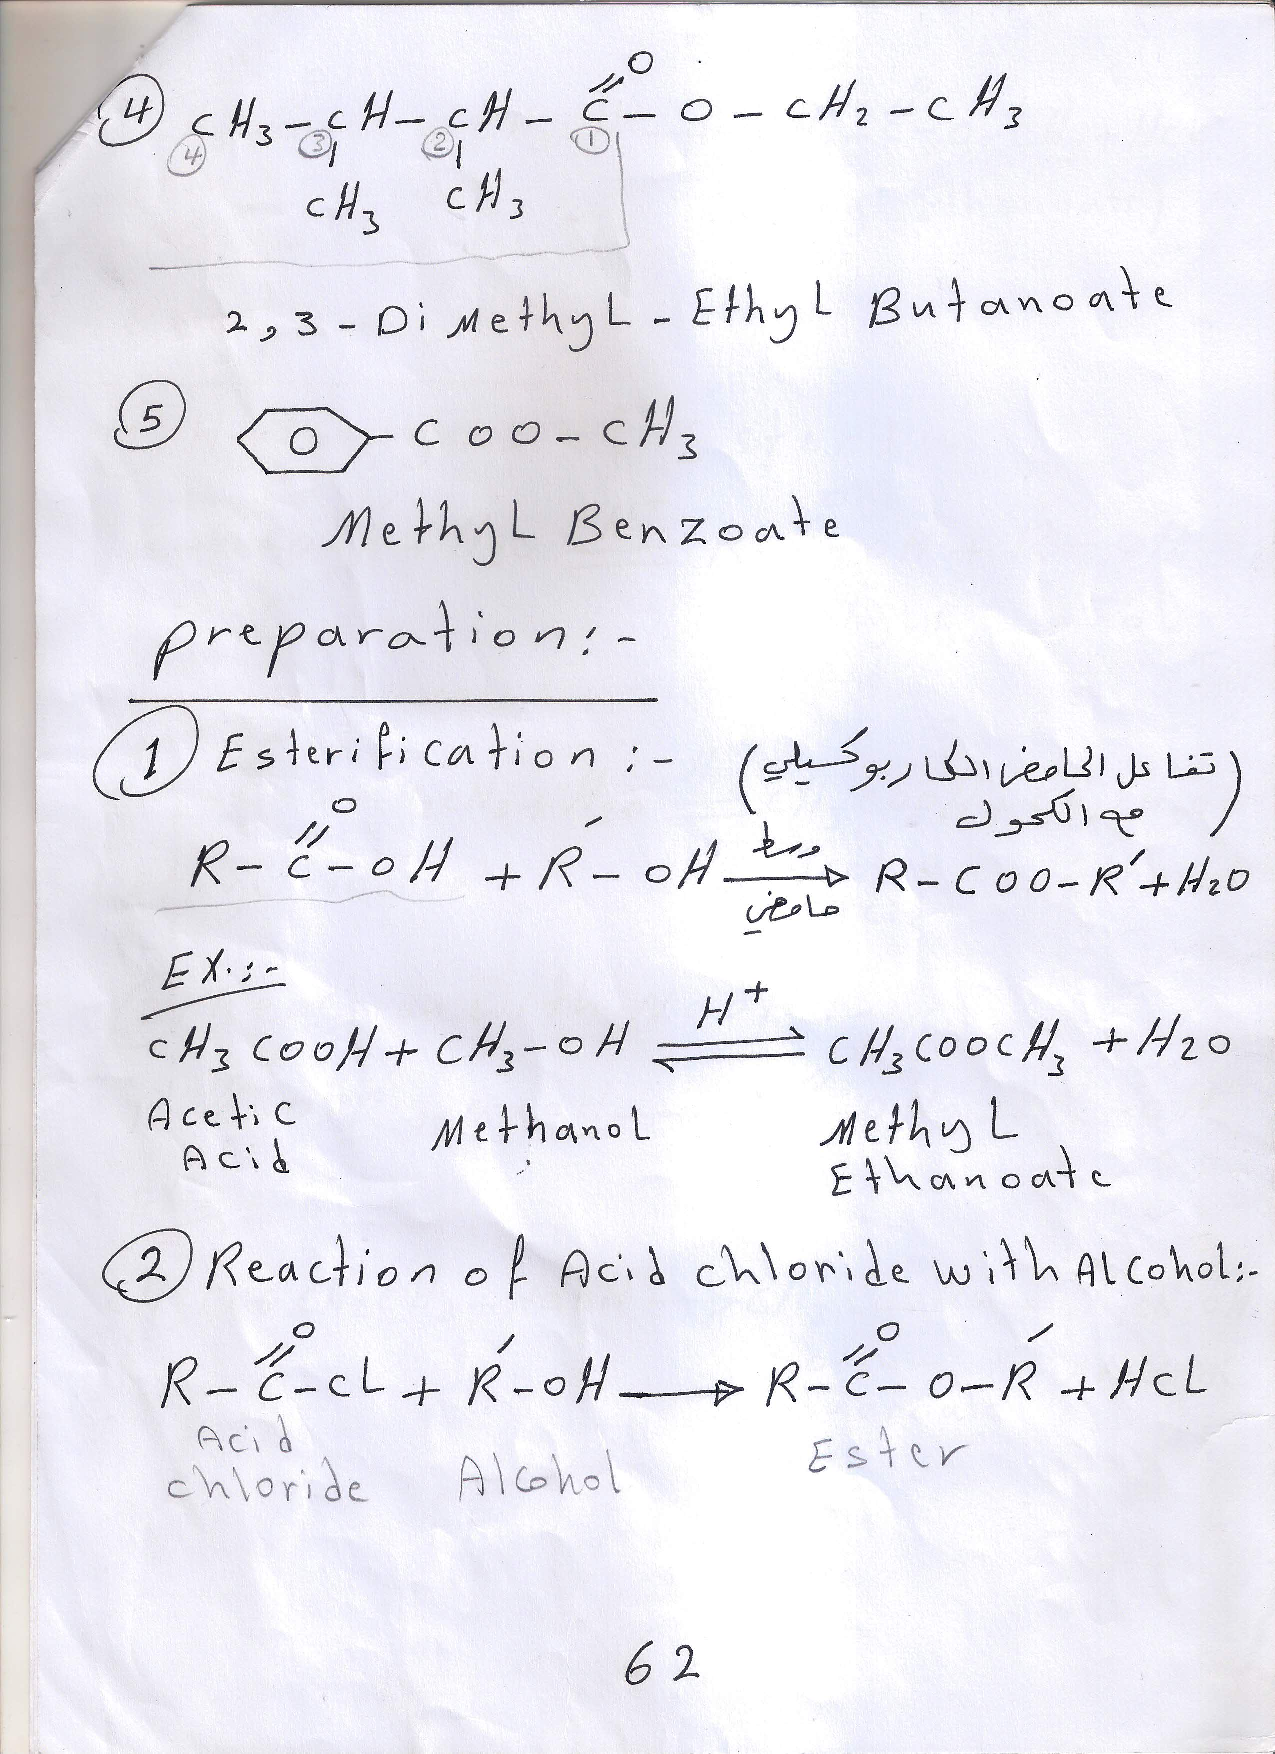 ④ CH3-CH-CH-C-O-CH2-CH3
O
④ ③ ② ①
CH3 CH3
2,3-DiMethyL-EthyL Butanoate
⑤ -COO-CH3
MethyL Benzoate
preparation:-
① Esterification:- (تفاعل الحامض الكاربوكسيلي
مع الكحول)
O
R-C-OH + R´-OH → R-COO-R´+H2O
وسط
حامضي
EX.:-
CH3COOH + CH3-OH ⇌ CH3COOCH3 + H2O
H+
Acetic Acid
Methanol
MethyL Ethanoate
② Reaction of Acid chloride with ALcohol:-
O O
R-C-CL + R´-OH → R-C-O-R´ + HCL
Acid chloride
ALcohol
Ester
62